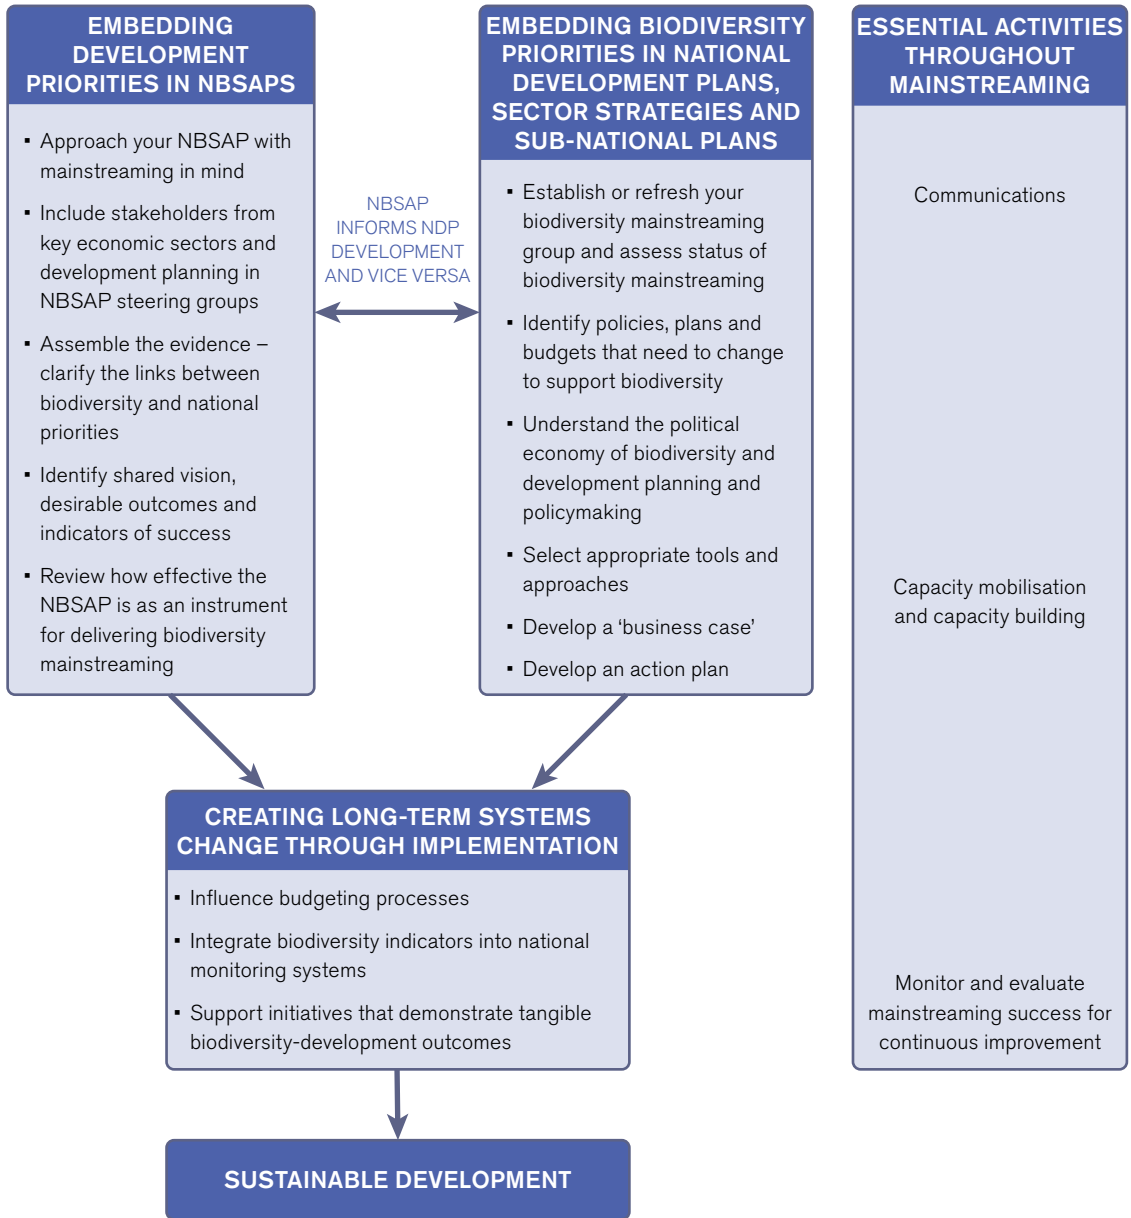 EMBEDDING
DEVELOPMENT
PRIORITIES IN NBSAPS
▪ Approach your NBSAP with
mainstreaming in mind
▪ Include stakeholders from
key economic sectors and
development planning in
NBSAP steering groups
▪ Assemble the evidence –
clarify the links between
biodiversity and national
priorities
▪ Identify shared vision,
desirable outcomes and
indicators of success
▪ Review how effective the
NBSAP is as an instrument
for delivering biodiversity
mainstreaming
NBSAP
INFORMS NDP
DEVELOPMENT
AND VICE VERSA
EMBEDDING BIODIVERSITY
PRIORITIES IN NATIONAL
DEVELOPMENT PLANS,
SECTOR STRATEGIES AND
SUB-NATIONAL PLANS
▪ Establish or refresh your
biodiversity mainstreaming
group and assess status of
biodiversity mainstreaming
▪ Identify policies, plans and
budgets that need to change
to support biodiversity
▪ Understand the political
economy of biodiversity and
development planning and
policymaking
▪ Select appropriate tools and
approaches
▪ Develop a ‘business case’
▪ Develop an action plan
CREATING LONG-TERM SYSTEMS
CHANGE THROUGH IMPLEMENTATION
▪ Influence budgeting processes
▪ Integrate biodiversity indicators into national
monitoring systems
▪ Support initiatives that demonstrate tangible
biodiversity-development outcomes
SUSTAINABLE DEVELOPMENT
ESSENTIAL ACTIVITIES
THROUGHOUT
MAINSTREAMING
Communications
Capacity mobilisation
and capacity building
Monitor and evaluate
mainstreaming success for
continuous improvement